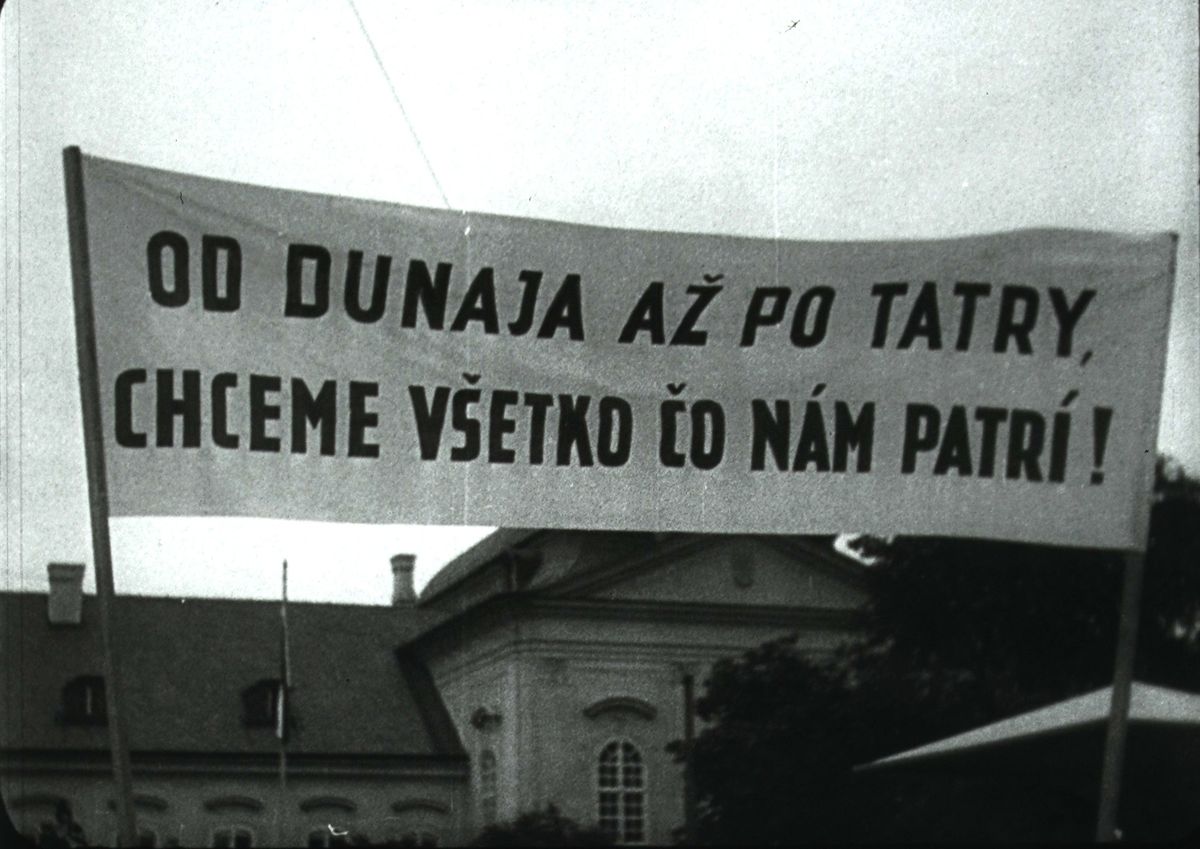 OD DUNAJA AŽ PO TATRY,
CHCEME VŠETKO ČO NÁM PATRÍ!